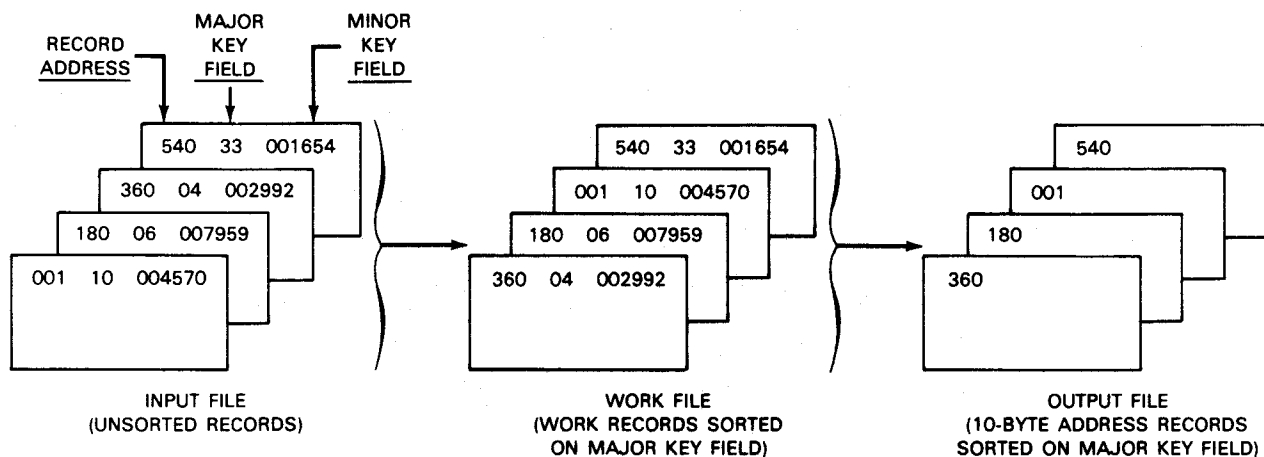 RECORD
ADDRESS
MAJOR
KEY
FIELD
MINOR
KEY
FIELD
540 33 001654
360 04 002992
180 06 007959
001 10 004570
INPUT FILE
(UNSORTED RECORDS)
540 33 001654
001 10 004570
180 06 007959
360 04 002992
WORK FILE
(WORK RECORDS SORTED
ON MAJOR KEY FIELD)
540
001
180
360
OUTPUT FILE
(10-BYTE ADDRESS RECORDS
SORTED ON MAJOR KEY FIELD)